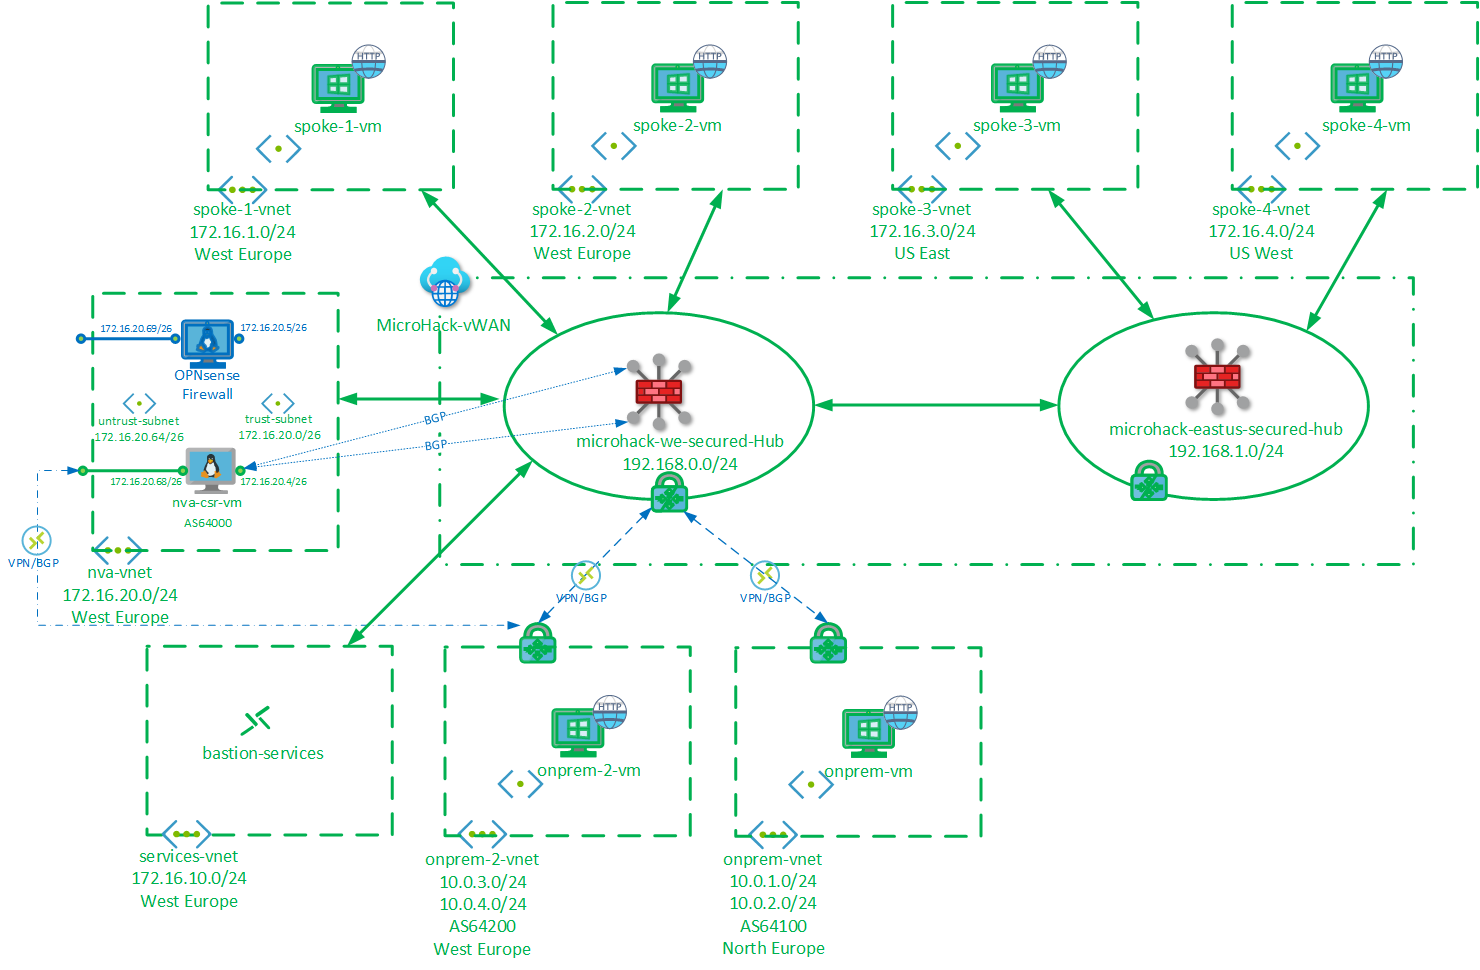 HTTP
spoke-1-vm
spoke-1-vnet
172.16.1.0/24
West Europe
HTTP
spoke-2-vm
spoke-2-vnet
172.16.2.0/24
West Europe
HTTP
spoke-3-vm
spoke-3-vnet
172.16.3.0/24
US East
HTTP
spoke-4-vm
spoke-4-vnet
172.16.4.0/24
US West
MicroHack-vWAN
172.16.20.69/26
172.16.20.5/26
OPNsense
Firewall
untrust-subnet
172.16.20.64/26
trust-subnet
172.16.20.0/26
172.16.20.68/26
172.16.20.4/26
nva-csr-vm
AS64000
nva-vnet
172.16.20.0/24
West Europe
VPN/BGP
BGP
BGP
microhack-we-secured-Hub
192.168.0.0/24
microhack-eastus-secured-hub
192.168.1.0/24
VPN/BGP
VPN/BGP
bastion-services
services-vnet
172.16.10.0/24
West Europe
HTTP
onprem-2-vm
onprem-2-vnet
10.0.3.0/24
10.0.4.0/24
AS64200
West Europe
HTTP
onprem-vm
onprem-vnet
10.0.1.0/24
10.0.2.0/24
AS64100
North Europe